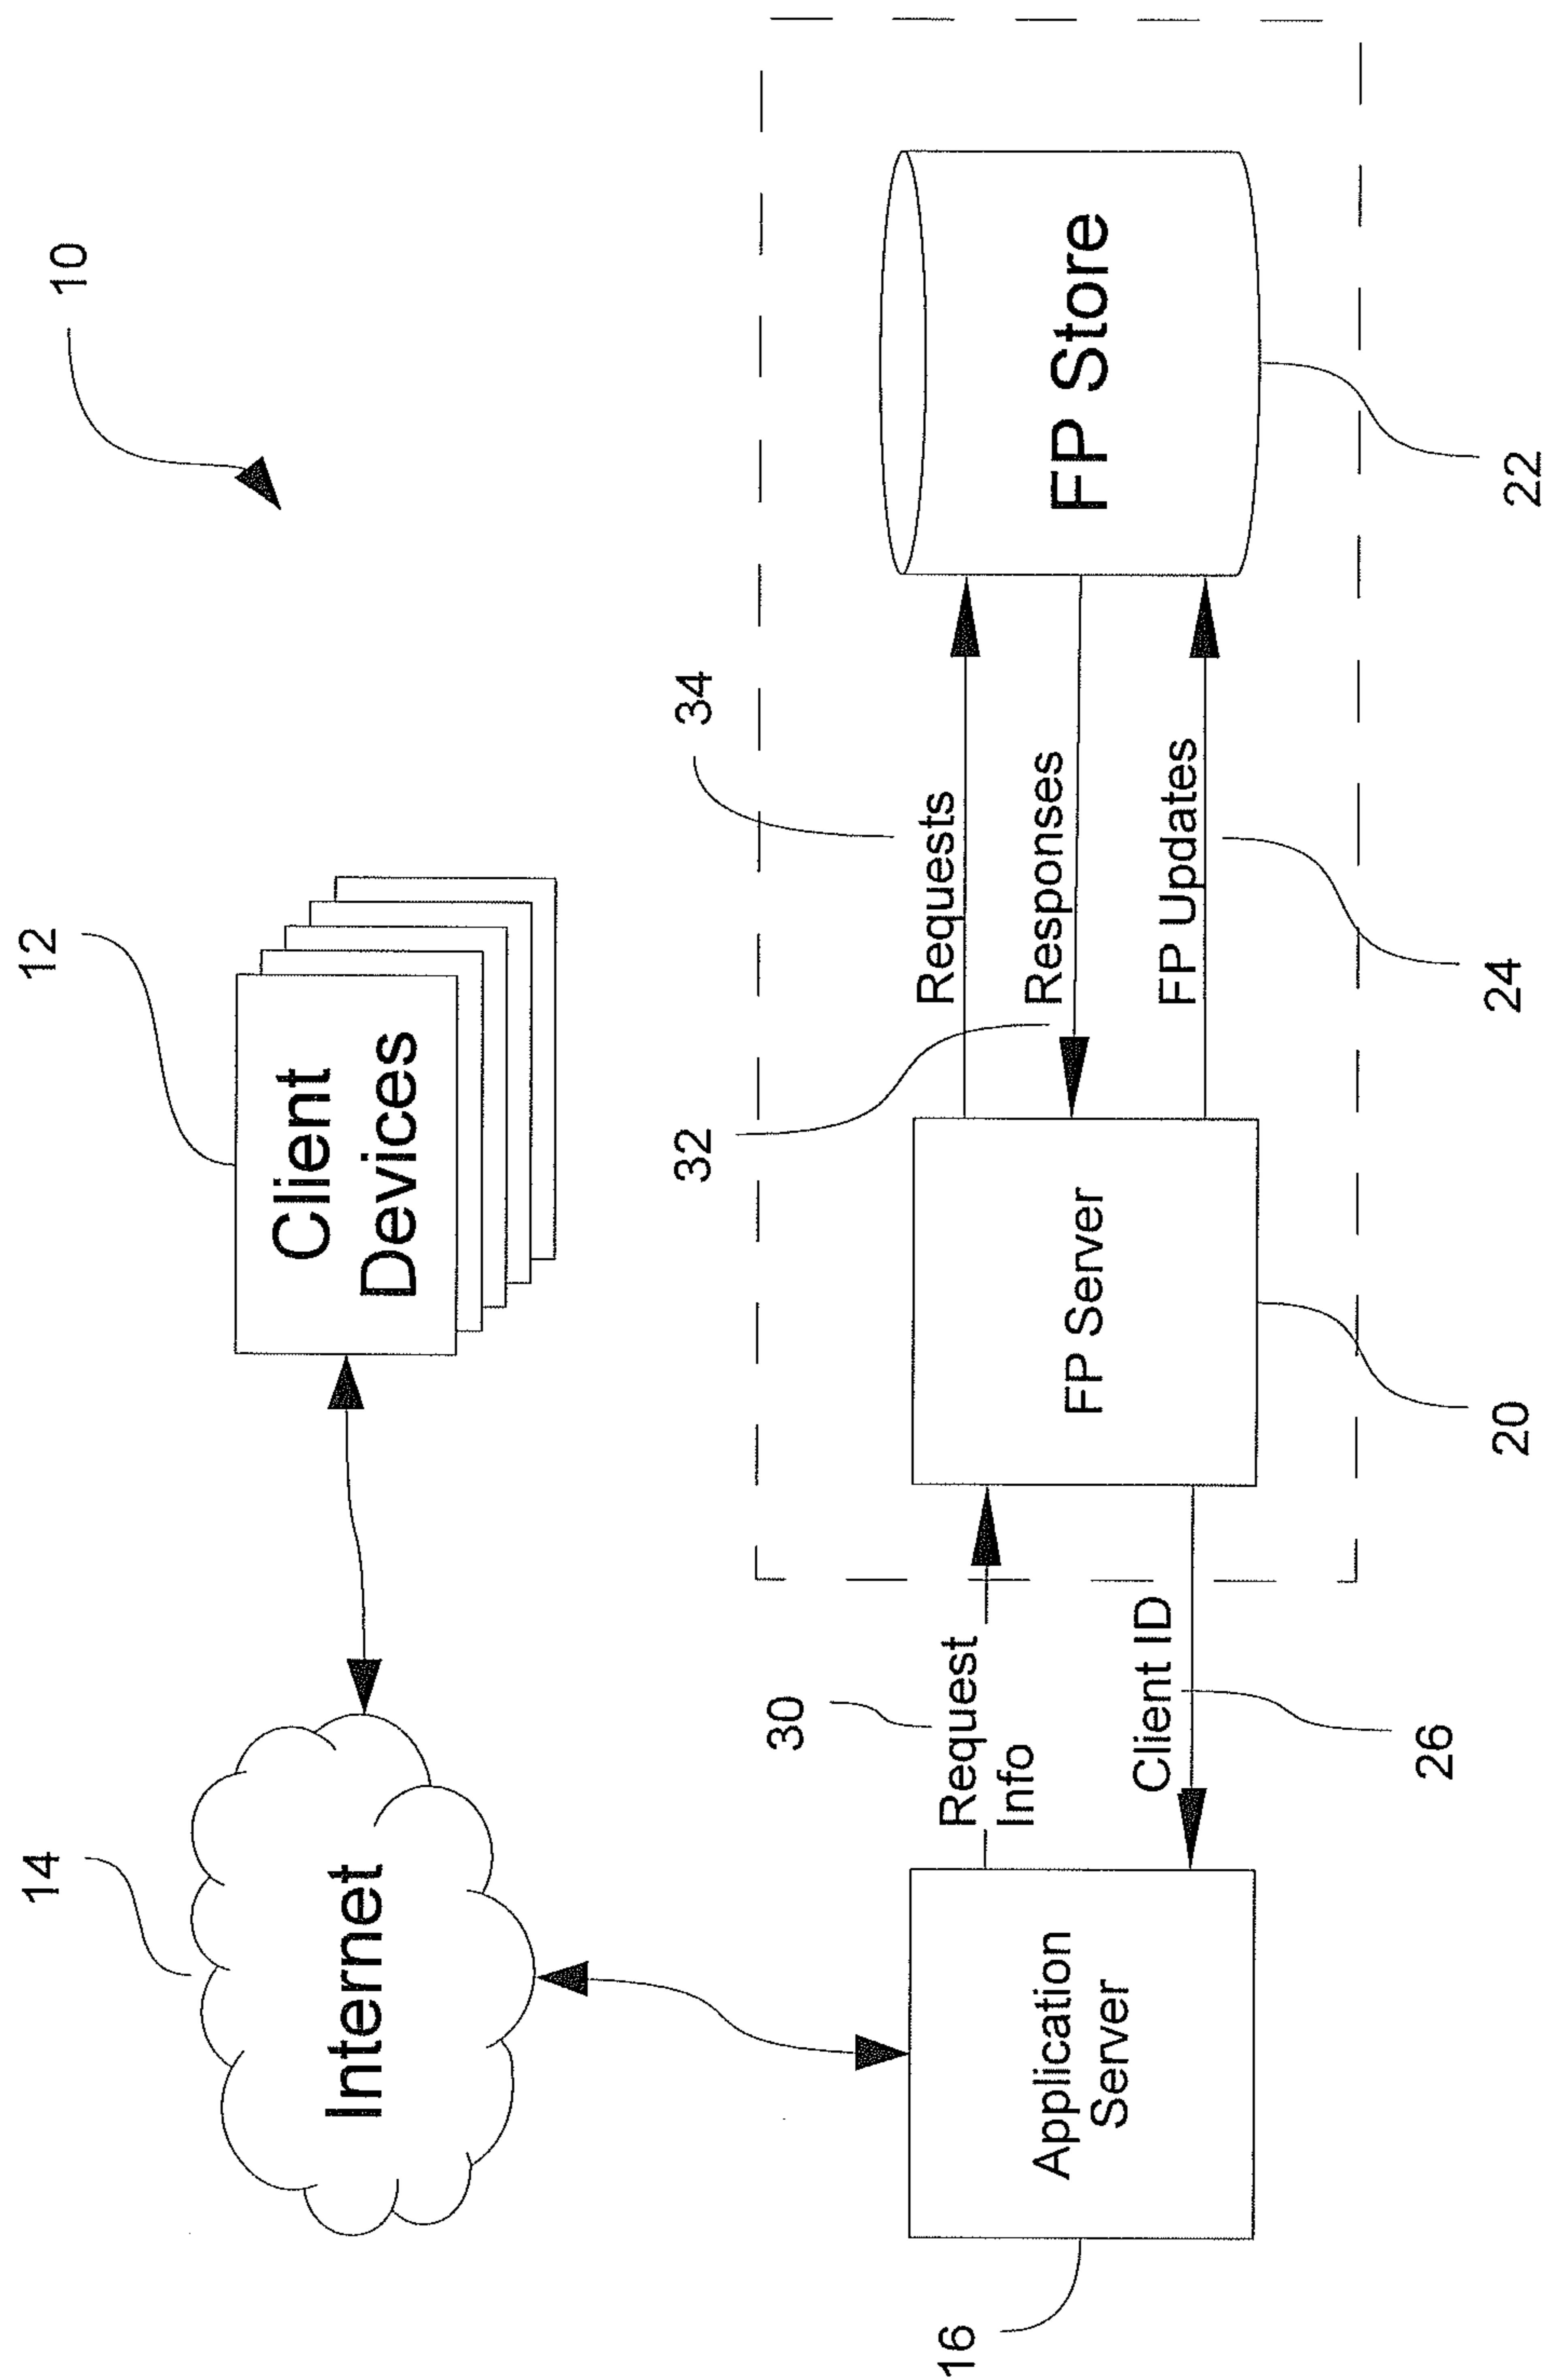 10
12
Client
Devices
14
Internet
34
Requests
32
Responses
FP Updates
24
FP Store
22
FP Server
20
30
Request
Info
Client ID
26
Application
Server
16